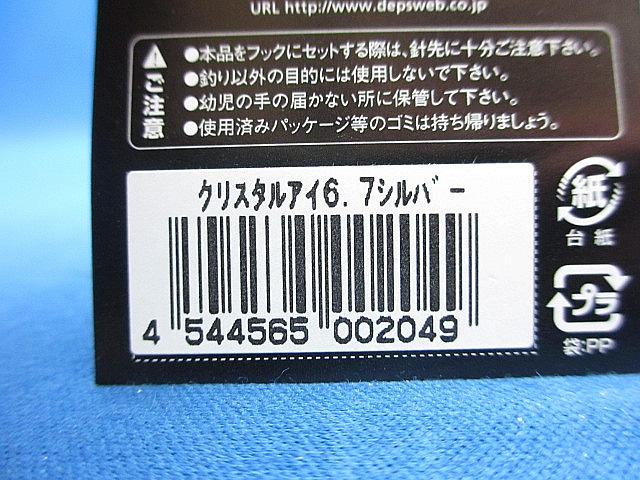 URL http://www.depsweb.co.jp
ご注意
●本品をフックにセットする際は、針先に十分ご注意下さい。
●釣り以外の目的には使用しないで下さい。
●幼児の手の届かない所に保管して下さい。
●使用済みパッケージ等のゴミは持ち帰りましょう。
クリスタルアイ6.7シルバー
4 544565 002049
紙
台紙
プラ
袋:PP